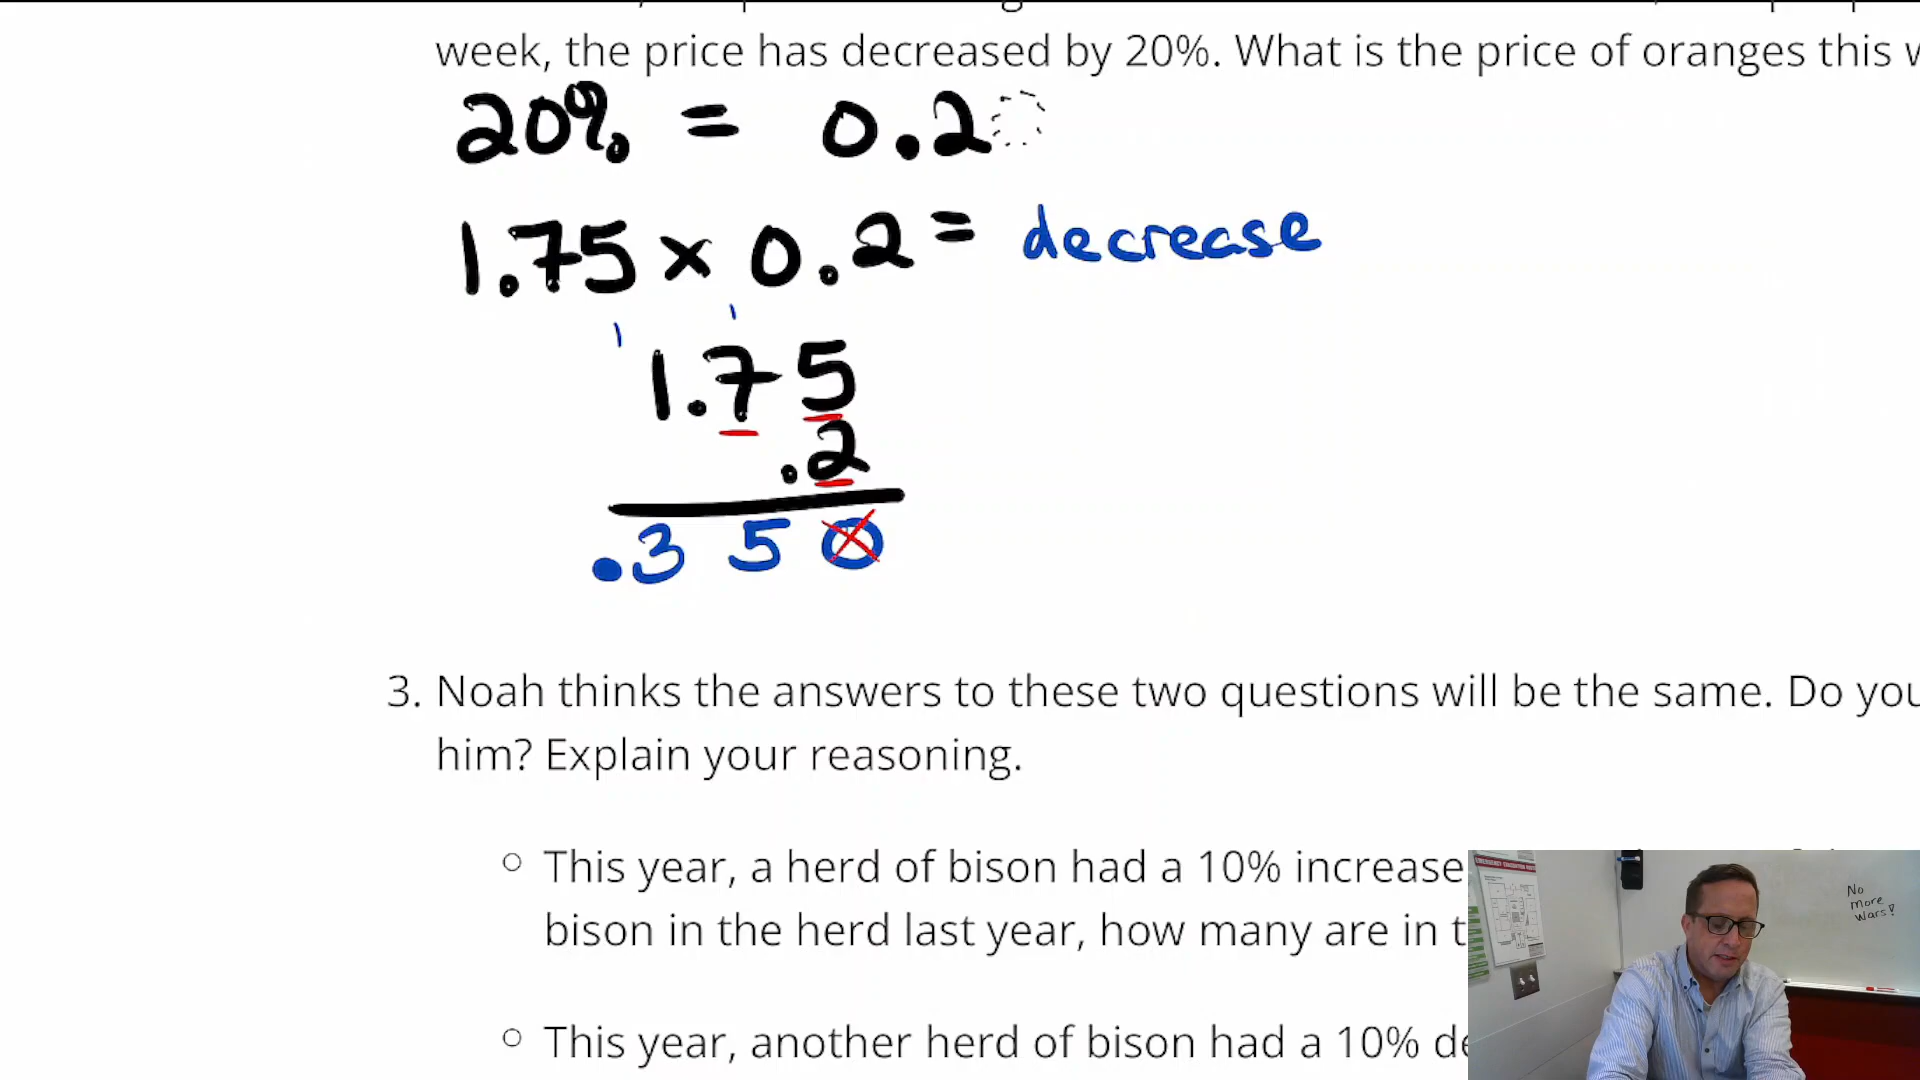 week, the price has decreased by 20%. What is the price of oranges this
20% = 0.2
1.75 x 0.2 = decrease
1 1
1.75
.2
.3 5 0
3. Noah thinks the answers to these two questions will be the same. Do you
him? Explain your reasoning.
This year, a herd of bison had a 10% increase
bison in the herd last year, how many are in
This year, another herd of bison had a 10%
No
more
wars!